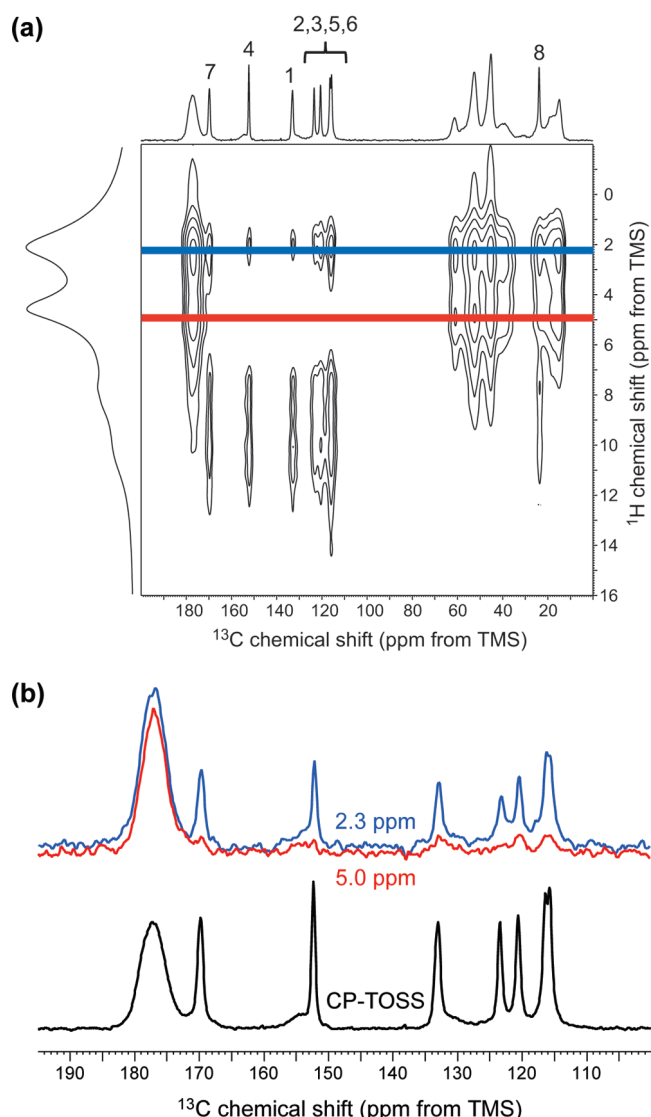 (a)
2,3,5,6
7
4
1
8
0
2
4
6
8
10
12
14
16
¹H chemical shift (ppm from TMS)
180 160 140 120 100 80 60 40 20
¹³C chemical shift (ppm from TMS)
(b)
2.3 ppm
5.0 ppm
CP-TOSS
190 180 170 160 150 140 130 120 110
¹³C chemical shift (ppm from TMS)